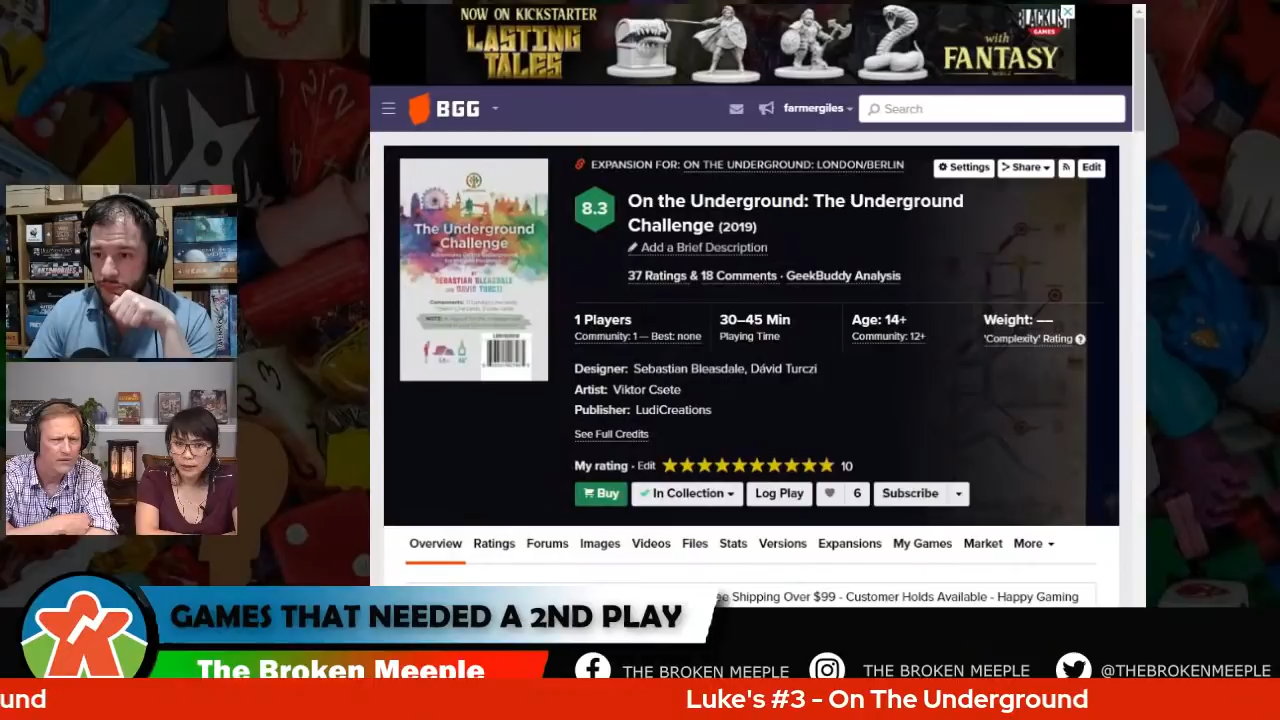 NOW ON KICKSTARTER
LASTING
TALES
with
FANTASY
BLACKLIST
GAMES
BGG
farmergiles
Search
EXPANSION FOR: ON THE UNDERGROUND: LONDON/BERLIN
Settings
Share
Edit
8.3
On the Underground: The Underground
Challenge (2019)
Add a Brief Description
37 Ratings & 18 Comments · GeekBuddy Analysis
The Underground
Challenge
SEBASTIAN BLEASDALE
AND DAVID TURCZI
1 Players
Community: 1 — Best: none
30–45 Min
Playing Time
Age: 14+
Community: 12+
Weight: —
'Complexity' Rating
Designer: Sebastian Bleasdale, Dávid Turczi
Artist: Viktor Csete
Publisher: LudiCreations
See Full Credits
My rating · Edit
10
Buy
In Collection
Log Play
6
Subscribe
Overview Ratings Forums Images Videos Files Stats Versions Expansions My Games Market More
Shipping Over $99 - Customer Holds Available - Happy Gaming
GAMES THAT NEEDED A 2ND PLAY
The Broken Meeple
THE BROKEN MEEPLE
THE BROKEN MEEPLE
@THEBROKENMEEPLE
und
Luke's #3 - On The Underground